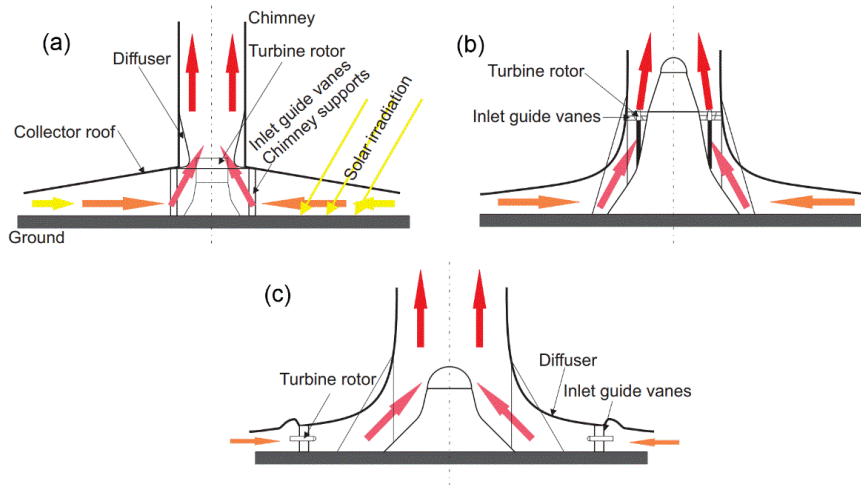 (a)
Chimney
Turbine rotor
Diffuser
Inlet guide vanes
Chimney supports
Solar irradiation
Collector roof
Ground
(b)
Turbine rotor
Inlet guide vanes
(c)
Turbine rotor
Diffuser
Inlet guide vanes